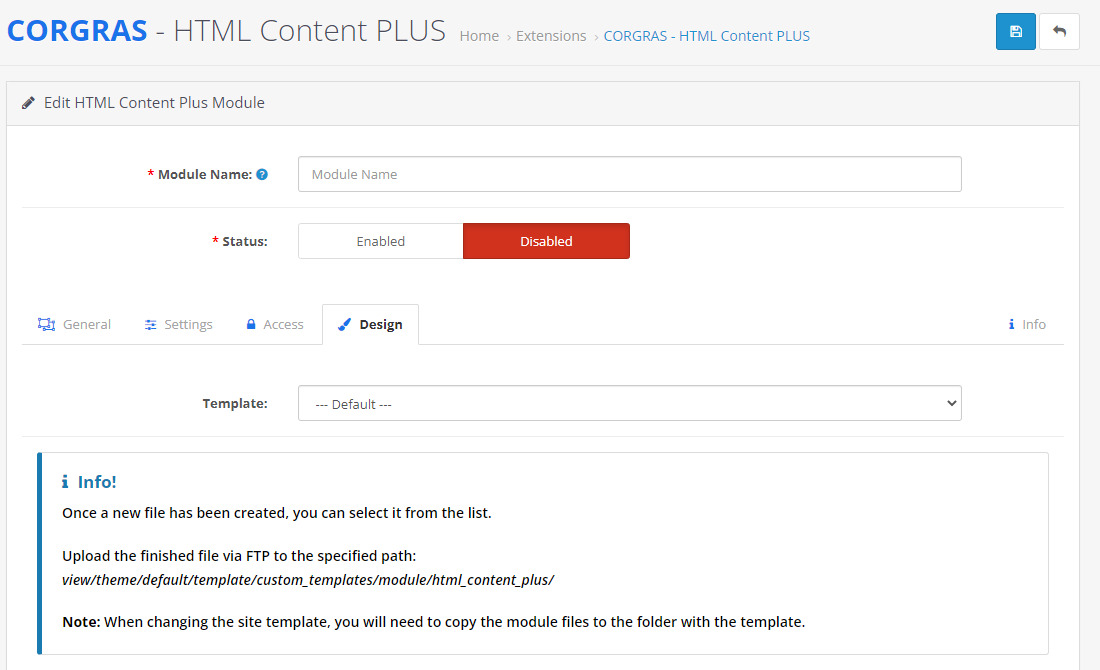 CORGRAS - HTML Content PLUS Home › Extensions › CORGRAS - HTML Content PLUS
Edit HTML Content Plus Module
* Module Name: ?
Module Name
* Status:
Enabled
Disabled
General
Settings
Access
Design
Info
Template:
--- Default ---
Info!
Once a new file has been created, you can select it from the list.
Upload the finished file via FTP to the specified path:
view/theme/default/template/custom_templates/module/html_content_plus/
Note: When changing the site template, you will need to copy the module files to the folder with the template.